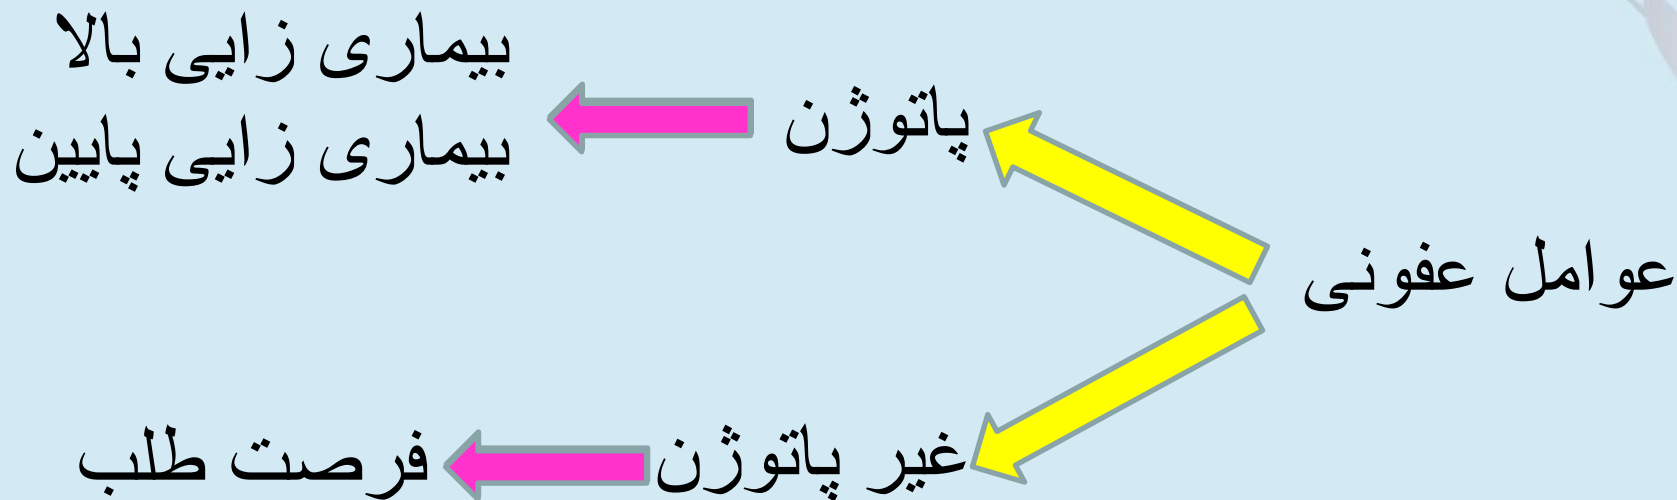 عوامل عفونی
پاتوژن
بیماری زایی بالا
بیماری زایی پایین
غیر پاتوژن
فرصت طلب